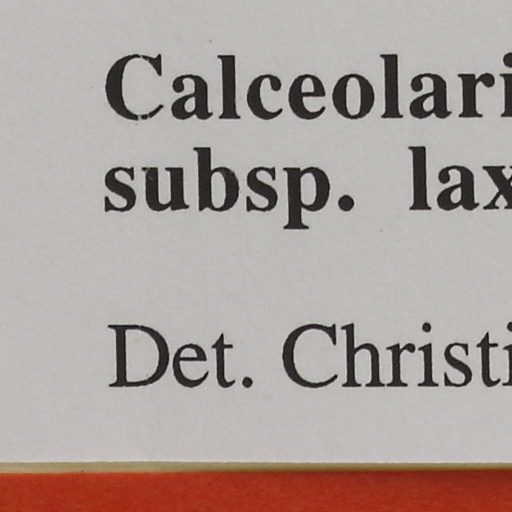 Calceolari
subsp. lax
Det. Christi